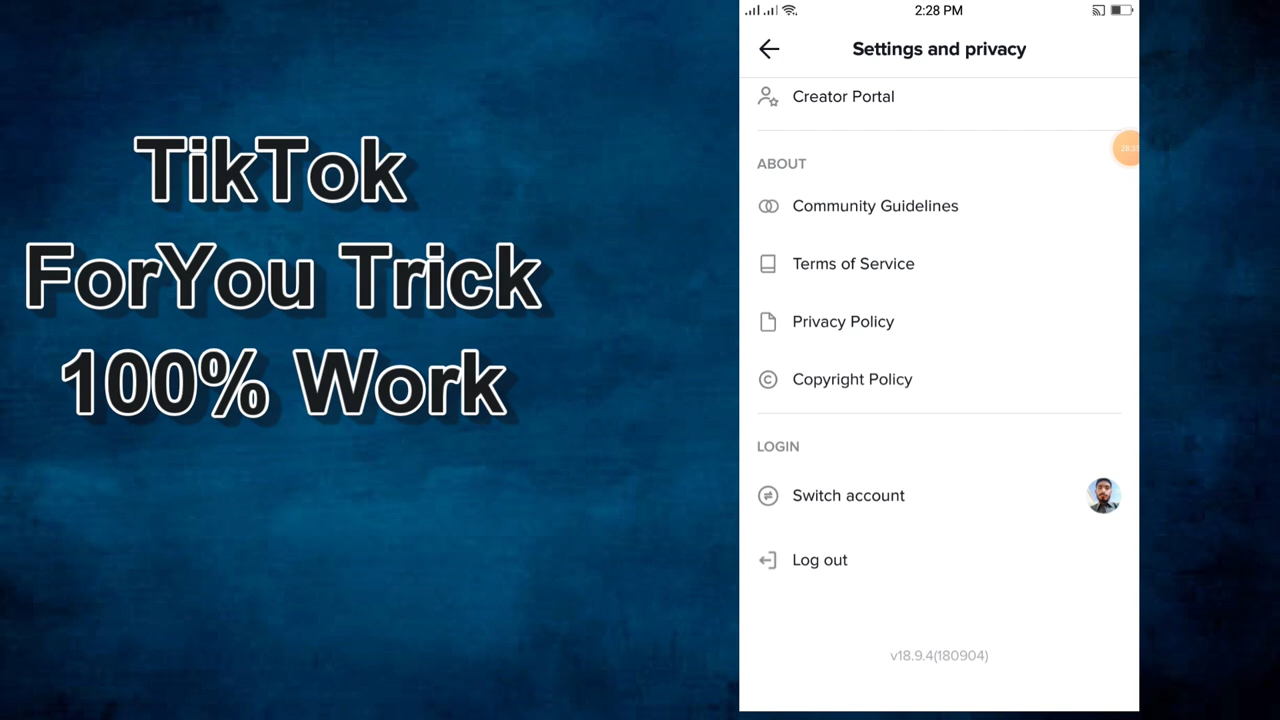 TikTok
ForYou Trick
100% Work
2:28 PM
Settings and privacy
Creator Portal
ABOUT
Community Guidelines
Terms of Service
Privacy Policy
Copyright Policy
LOGIN
Switch account
Log out
v18.9.4(180904)